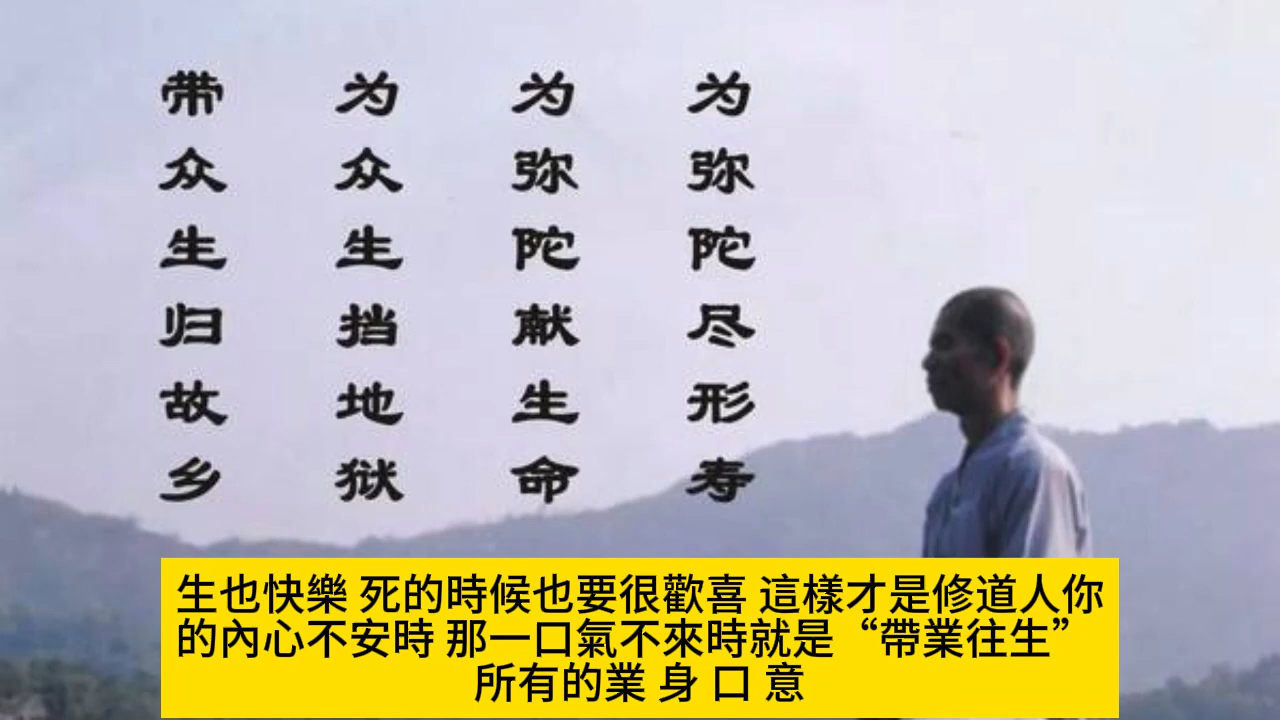 为弥陀尽形寿
为弥陀献生命
为众生挡地狱
带众生归故乡
生也快樂 死的時候也要很歡喜 這樣才是修道人你
的內心不安時 那一口氣不來時就是“帶業往生”
所有的業 身 口 意